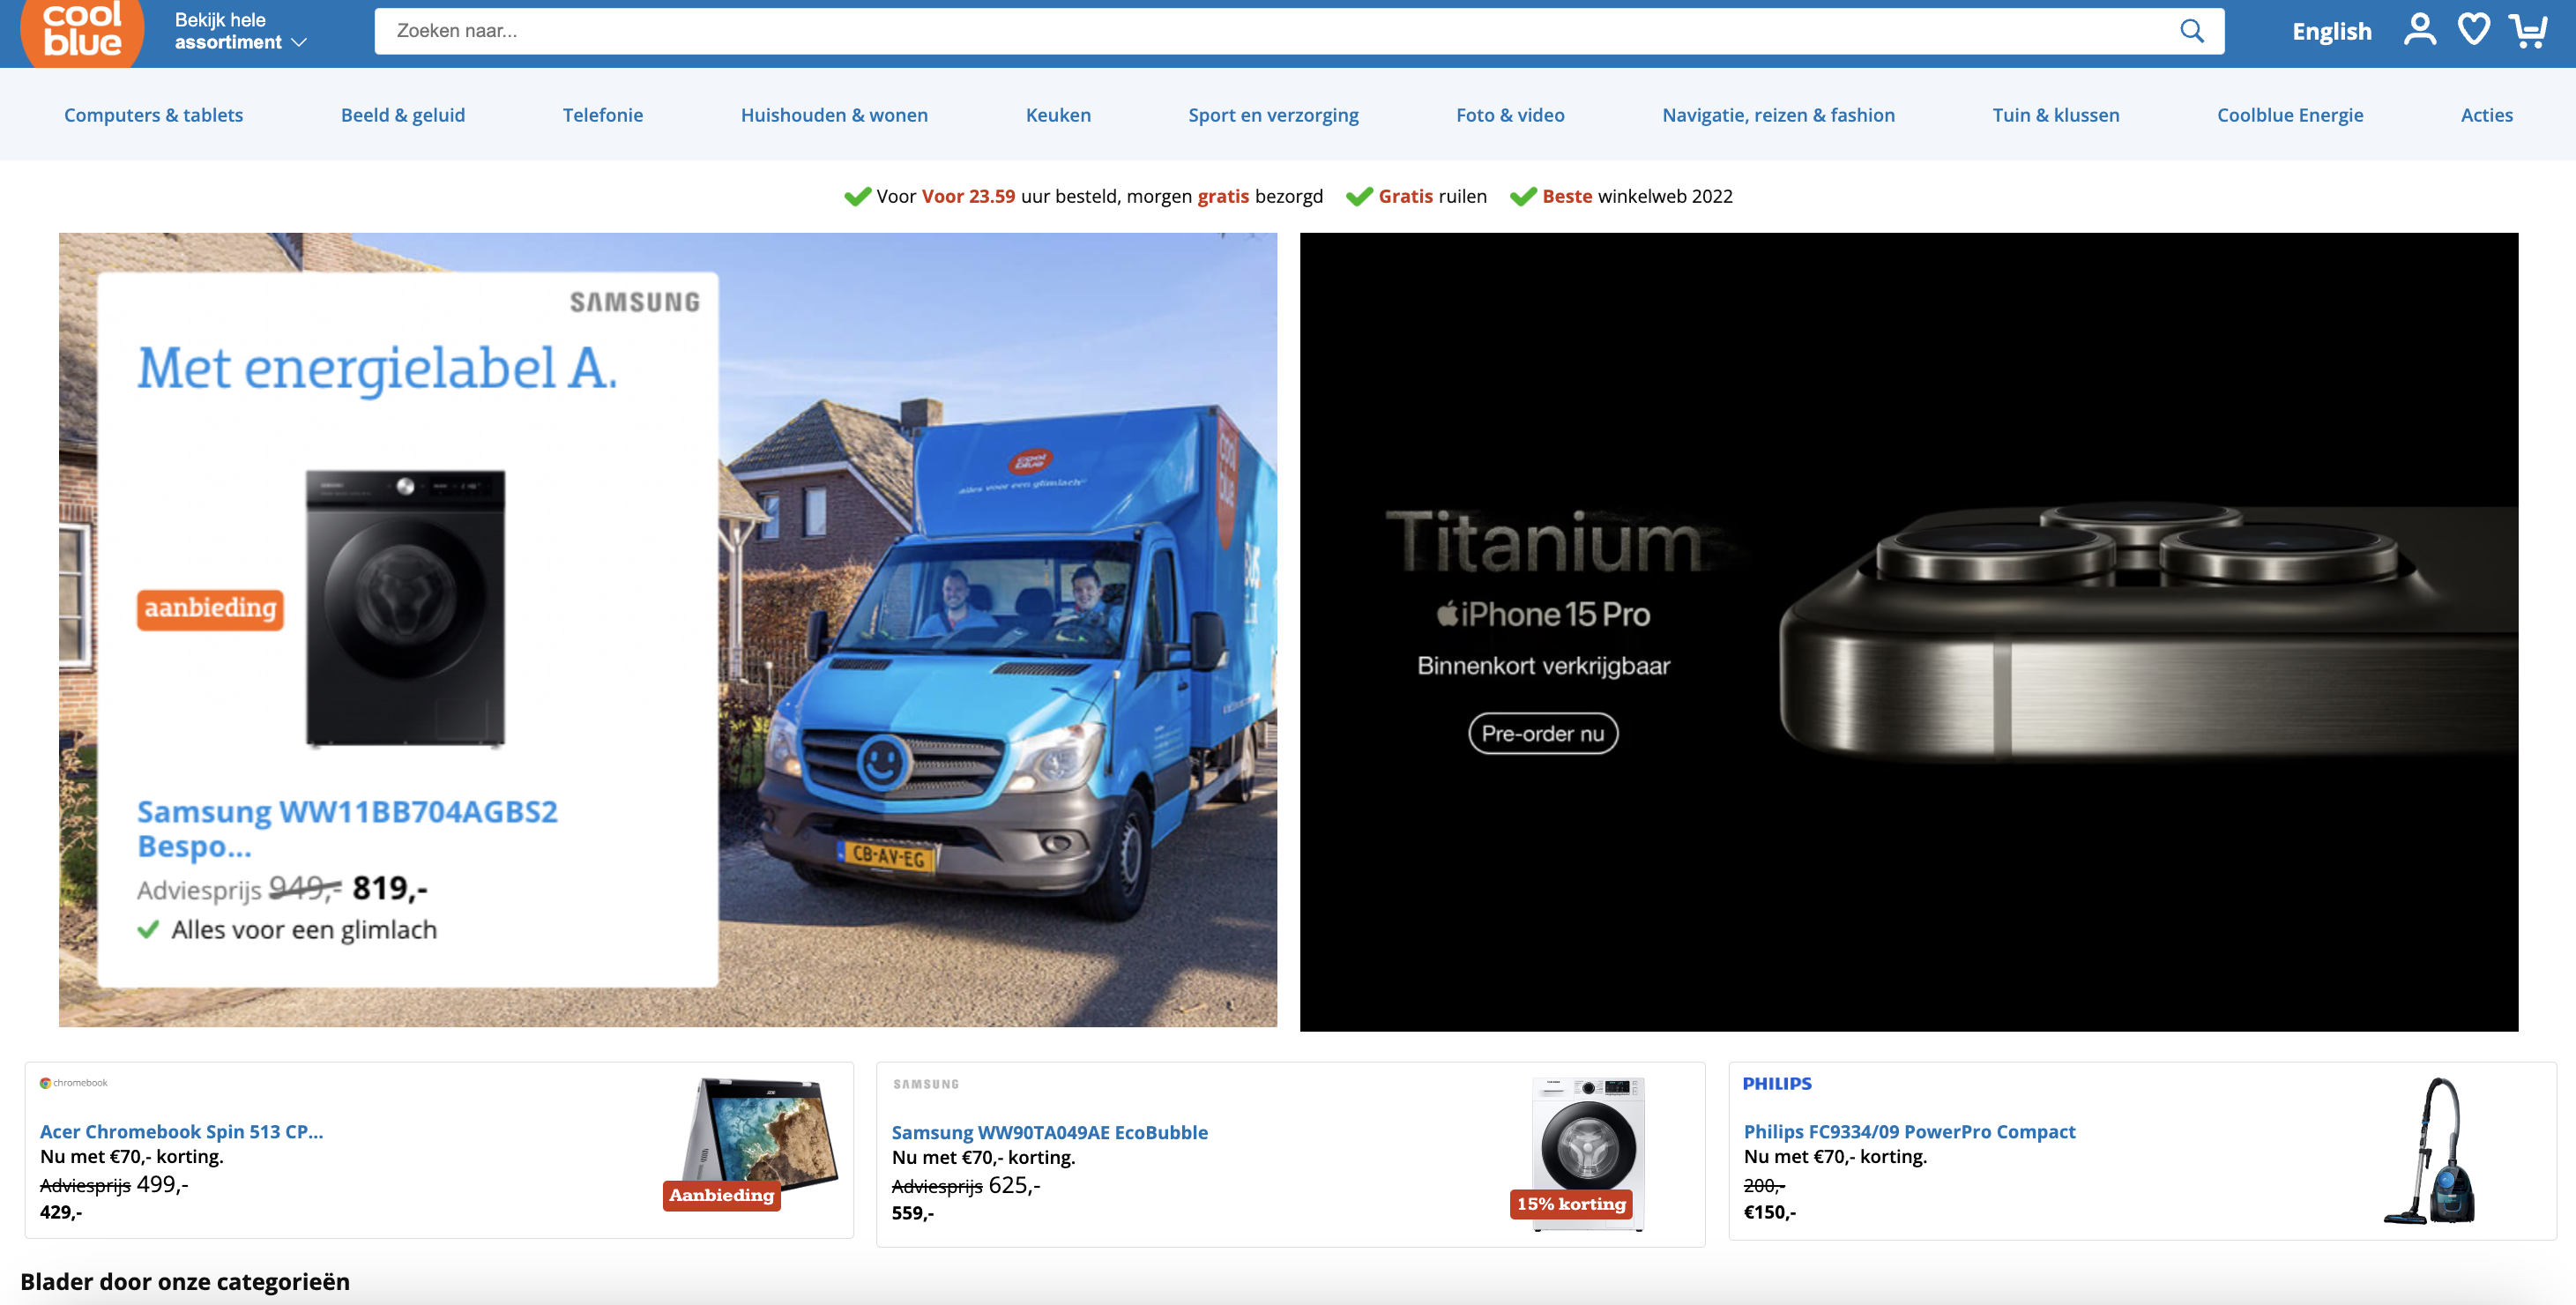 cool
blue
Bekijk hele
assortiment
Zoeken naar...
English
Computers & tablets
Beeld & geluid
Telefonie
Huishouden & wonen
Keuken
Sport en verzorging
Foto & video
Navigatie, reizen & fashion
Tuin & klussen
Coolblue Energie
Acties
Voor Voor 23.59 uur besteld, morgen gratis bezorgd
Gratis ruilen
Beste winkelweb 2022
SAMSUNG
Met energielabel A.
aanbieding
Samsung WW11BB704AGBS2
Bespo...
Adviesprijs 949,- 819,-
Alles voor een glimlach
cool
blue
alles voor een glimlach
cool
blue
CB-AV-EG
Titanium
iPhone 15 Pro
Binnenkort verkrijgbaar
Pre-order nu
chromebook
Acer Chromebook Spin 513 CP...
Nu met €70,- korting.
Adviesprijs 499,-
429,-
acer
Aanbieding
SAMSUNG
Samsung WW90TA049AE EcoBubble
Nu met €70,- korting.
Adviesprijs 625,-
559,-
15% korting
PHILIPS
Philips FC9334/09 PowerPro Compact
Nu met €70,- korting.
200,-
€150,-
Blader door onze categorieën